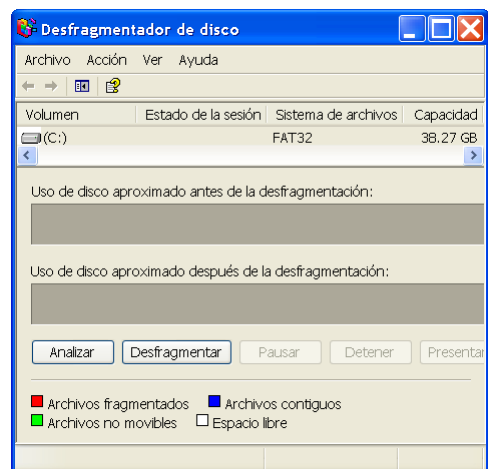 Desfragmentador de disco
Archivo Acción Ver Ayuda
Volumen Estado de la sesión Sistema de archivos Capacidad
(C:) FAT32 38.27 GB
Uso de disco aproximado antes de la desfragmentación:
Uso de disco aproximado después de la desfragmentación:
Analizar Desfragmentar Pausar Detener Presentar
Archivos fragmentados Archivos contiguos
Archivos no movibles Espacio libre